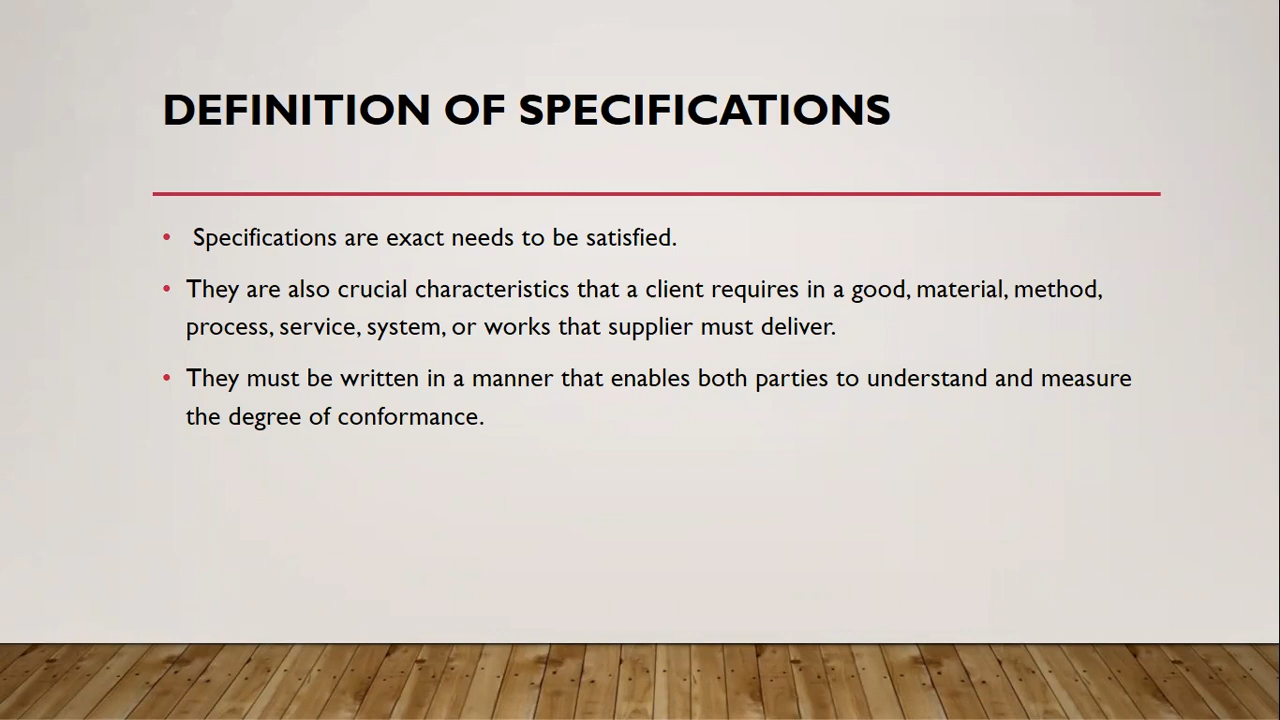 DEFINITION OF SPECIFICATIONS
• Specifications are exact needs to be satisfied.
• They are also crucial characteristics that a client requires in a good, material, method,
process, service, system, or works that supplier must deliver.
• They must be written in a manner that enables both parties to understand and measure
the degree of conformance.